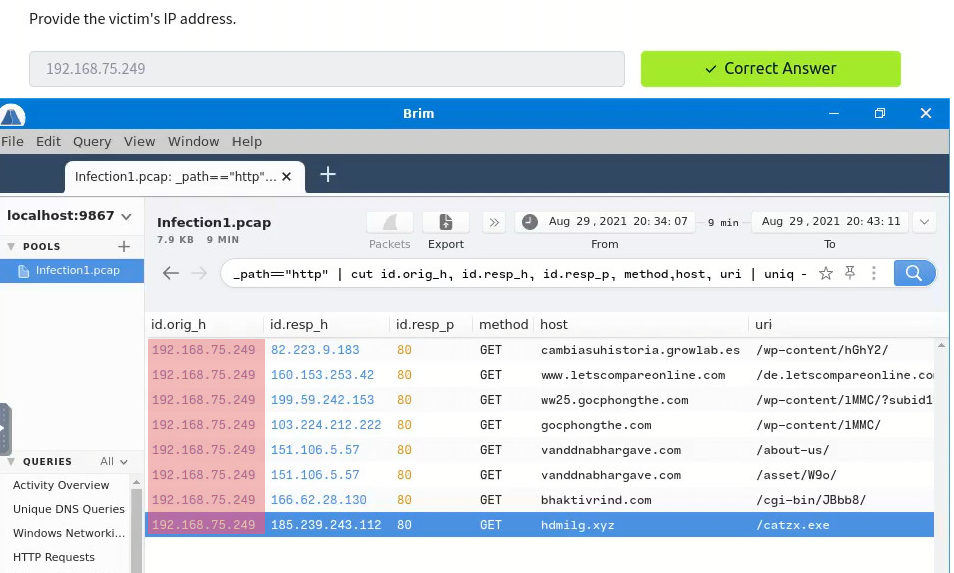 Provide the victim's IP address.
192.168.75.249
✓ Correct Answer
Brim
File Edit Query View Window Help
Infection1.pcap: _path=="http"... ✕ +
localhost:9867
POOLS +
Infection1.pcap
Infection1.pcap
7.9 KB 9 MIN
Packets
Export
Aug 29, 2021 20:34:07
From
9 min
Aug 29, 2021 20:43:11
To
_path=="http" | cut id.orig_h, id.resp_h, id.resp_p, method,host, uri | uniq -
id.orig_h id.resp_h id.resp_p method host uri
192.168.75.249 82.223.9.183 80 GET cambiasuhistoria.growlab.es /wp-content/hGhY2/
192.168.75.249 160.153.253.42 80 GET www.letscompareonline.com /de.letscompareonline.co
192.168.75.249 199.59.242.153 80 GET ww25.gocphongthe.com /wp-content/lMMC/?subid1
192.168.75.249 103.224.212.222 80 GET gocphongthe.com /wp-content/lMMC/
192.168.75.249 151.106.5.57 80 GET vanddnabhargave.com /about-us/
192.168.75.249 151.106.5.57 80 GET vanddnabhargave.com /asset/W9o/
192.168.75.249 166.62.28.130 80 GET bhaktivrind.com /cgi-bin/JBbb8/
192.168.75.249 185.239.243.112 80 GET hdmilg.xyz /catzx.exe
QUERIES All
Activity Overview
Unique DNS Queries
Windows Networki...
HTTP Requests